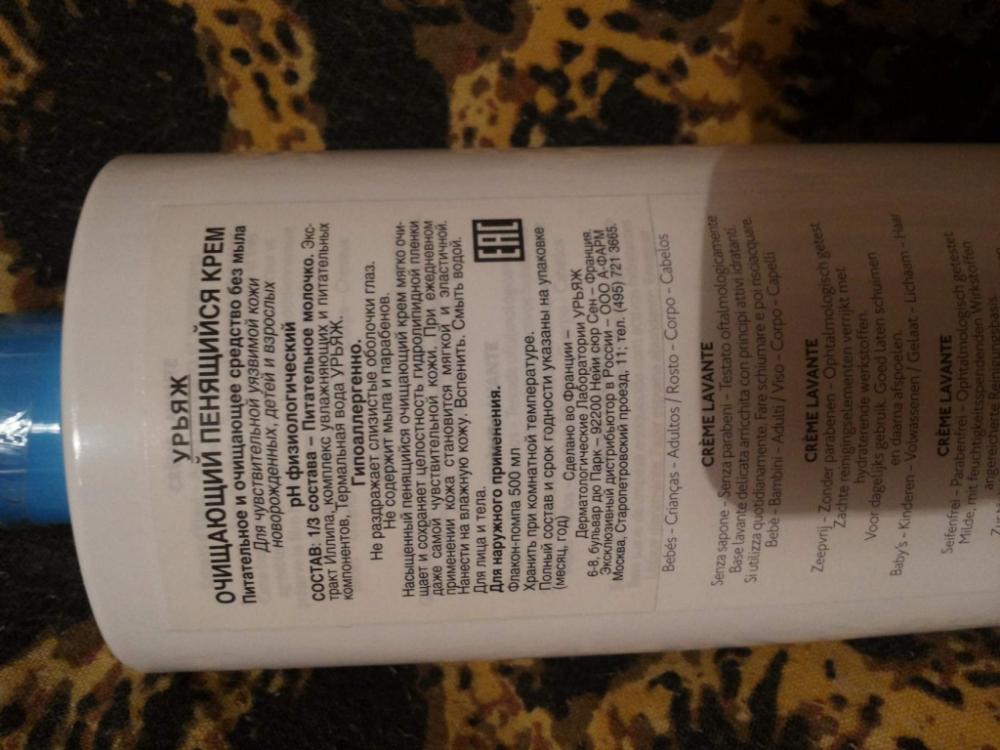 УРЬЯЖ
ОЧИЩАЮЩИЙ ПЕНЯЩИЙСЯ КРЕМ
Питательное и очищающее средство без мыла
Для чувствительной уязвимой кожи
новорожденных, детей и взрослых
рН физиологический
СОСТАВ: 1/3 состава – Питательное молочко. Экс-
тракт Иллипа, комплекс увлажняющих и питательных
компонентов, Термальная вода УРЬЯЖ.
Гипоаллергенно.
Не раздражает слизистые оболочки глаз.
Не содержит мыла и парабенов.
Насыщенный пенящийся очищающий крем мягко очи-
щает и сохраняет целостность гидролипидной пленки
даже самой чувствительной кожи. При ежедневном
применении кожа становится мягкой и эластичной.
Нанести на влажную кожу. Вспенить. Смыть водой.
Для лица и тела.
Для наружного применения.
Флакон-помпа 500 мл
Хранить при комнатной температуре.
Полный состав и срок годности указаны на упаковке
(месяц, год)
Сделано во Франции –
Дерматологические Лаборатории УРЬЯЖ
6-8, бульвар дю Парк – 92200 Нейи сюр Сен – Франция.
Эксклюзивный дистрибьютор в России – ООО А-ФАРМ
Москва, Старопетровский проезд, 11; тел. (495) 721 3665.
EAC
Bebés - Crianças - Adultos / Rosto - Corpo - Cabelos
CRÈME LAVANTE
Senza sapone - Senza parabeni - Testato oftalmologicamente
Base lavante delicata arricchita con principi attivi idratanti.
Si utilizza quotidianamente. Fare schiumare e poi risciacquare.
Bebè - Bambini - Adulti / Viso - Corpo - Capelli
CRÈME LAVANTE
Zeepvrij - Zonder parabenen - Ophtalmologisch getest
Zachte reinigingselementen verrijkt met
hydraterende werkstoffen.
Voor dagelijks gebruik. Goed laten schuimen
en daarna afspoelen.
Baby's - Kinderen - Volwassenen / Gelaat - Lichaam - Haar
CRÈME LAVANTE
Seifenfrei - Parabenfrei - Ophtalmologisch getestet
Milde, mit feuchtigkeitsspendenden Wirkstoffen
angereicherte Reinigungsbasis.